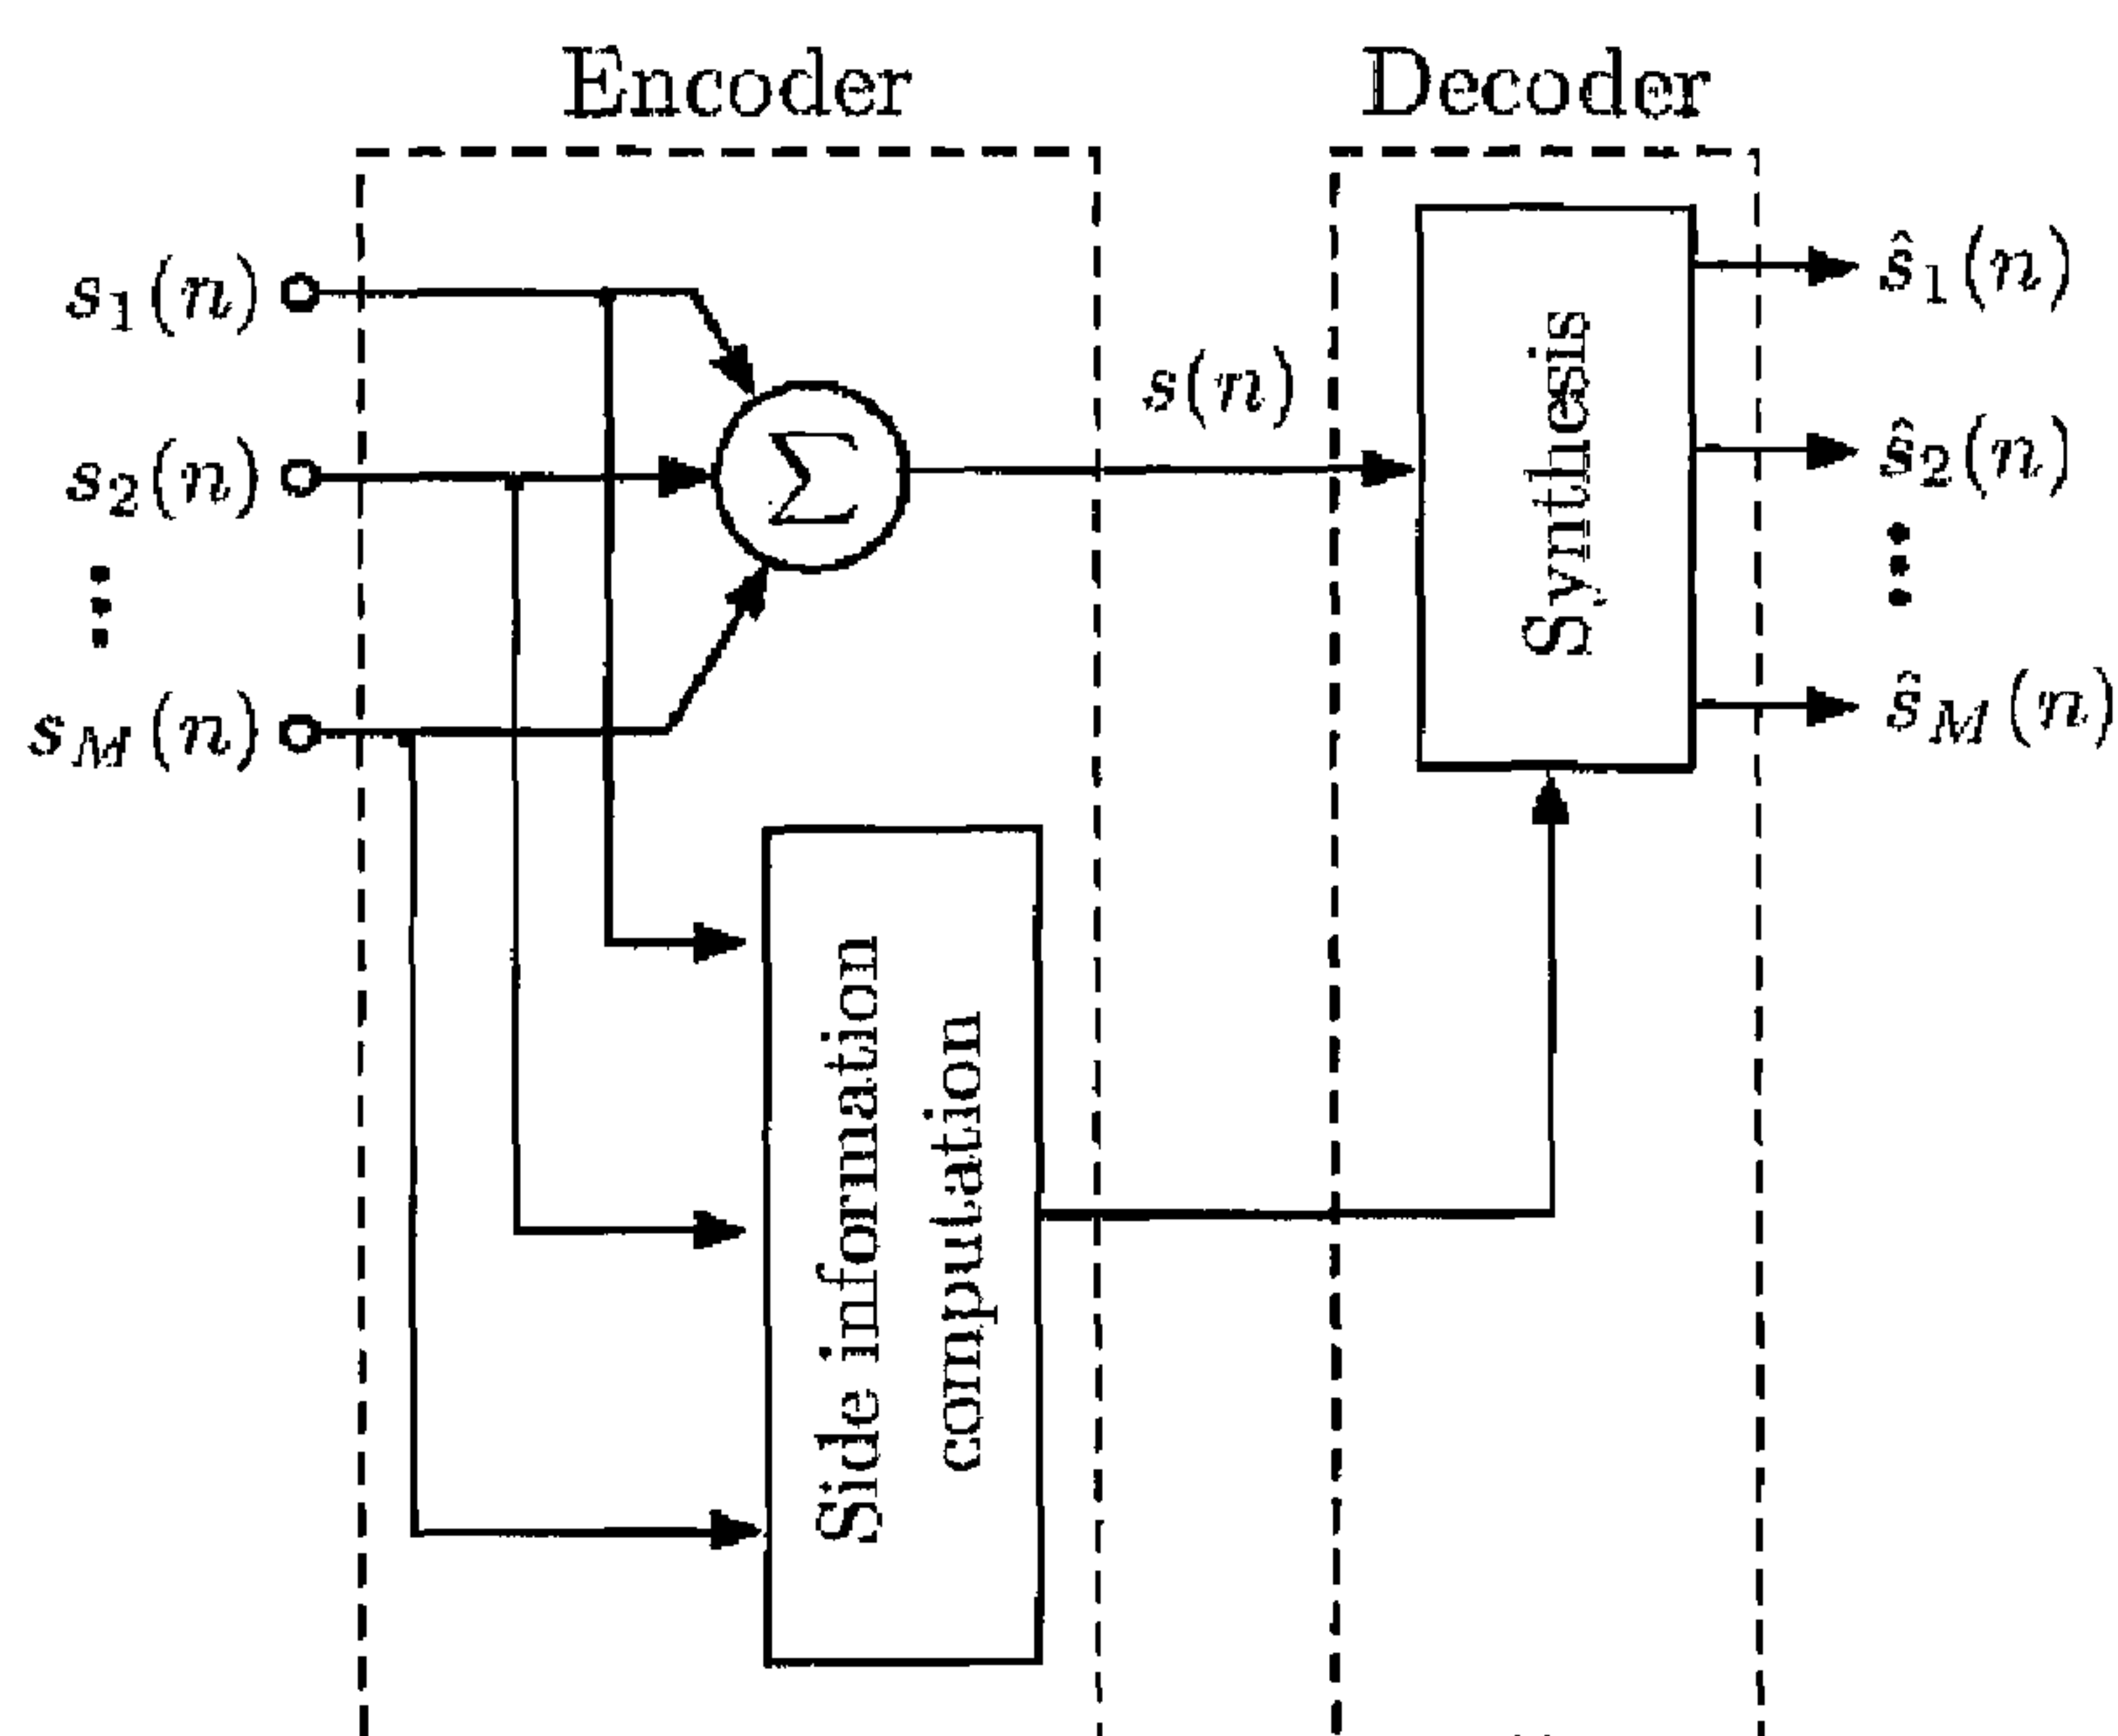 Encoder
Decoder
s₁(n)
s₂(n)
⋮
s_M(n)
Σ
s(n)
Side information
computation
Synthesis
ŝ₁(n)
ŝ₂(n)
⋮
ŝ_M(n)